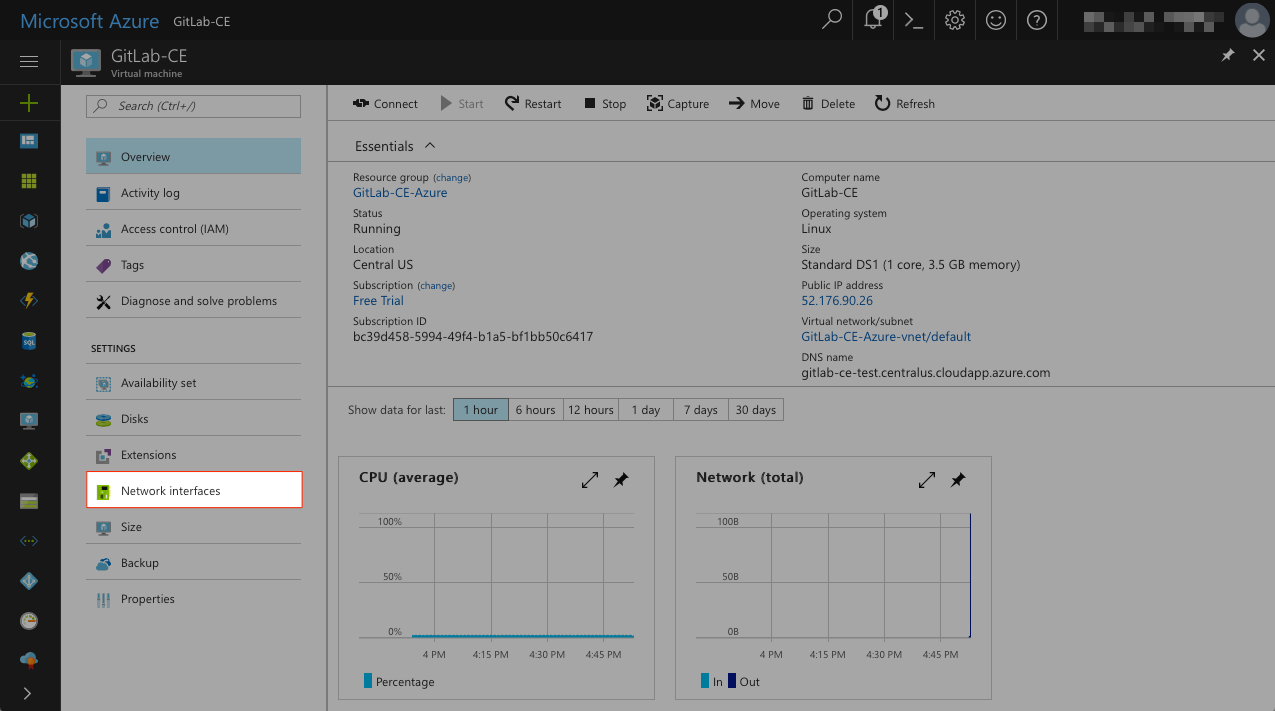 Microsoft Azure GitLab-CE
1
GitLab-CE
Virtual machine
Search (Ctrl+/)
Overview
Activity log
Access control (IAM)
Tags
Diagnose and solve problems
SETTINGS
Availability set
Disks
Extensions
Network interfaces
Size
Backup
Properties
Connect Start Restart Stop Capture Move Delete Refresh
Essentials
Resource group (change)
GitLab-CE-Azure
Status
Running
Location
Central US
Subscription (change)
Free Trial
Subscription ID
bc39d458-5994-49f4-b1a5-bf1bb50c6417
Computer name
GitLab-CE
Operating system
Linux
Size
Standard DS1 (1 core, 3.5 GB memory)
Public IP address
52.176.90.26
Virtual network/subnet
GitLab-CE-Azure-vnet/default
DNS name
gitlab-ce-test.centralus.cloudapp.azure.com
Show data for last: 1 hour 6 hours 12 hours 1 day 7 days 30 days
CPU (average)
100%
50%
0%
4 PM 4:15 PM 4:30 PM 4:45 PM
Percentage
Network (total)
100B
50B
0B
4 PM 4:15 PM 4:30 PM 4:45 PM
In Out
SQL